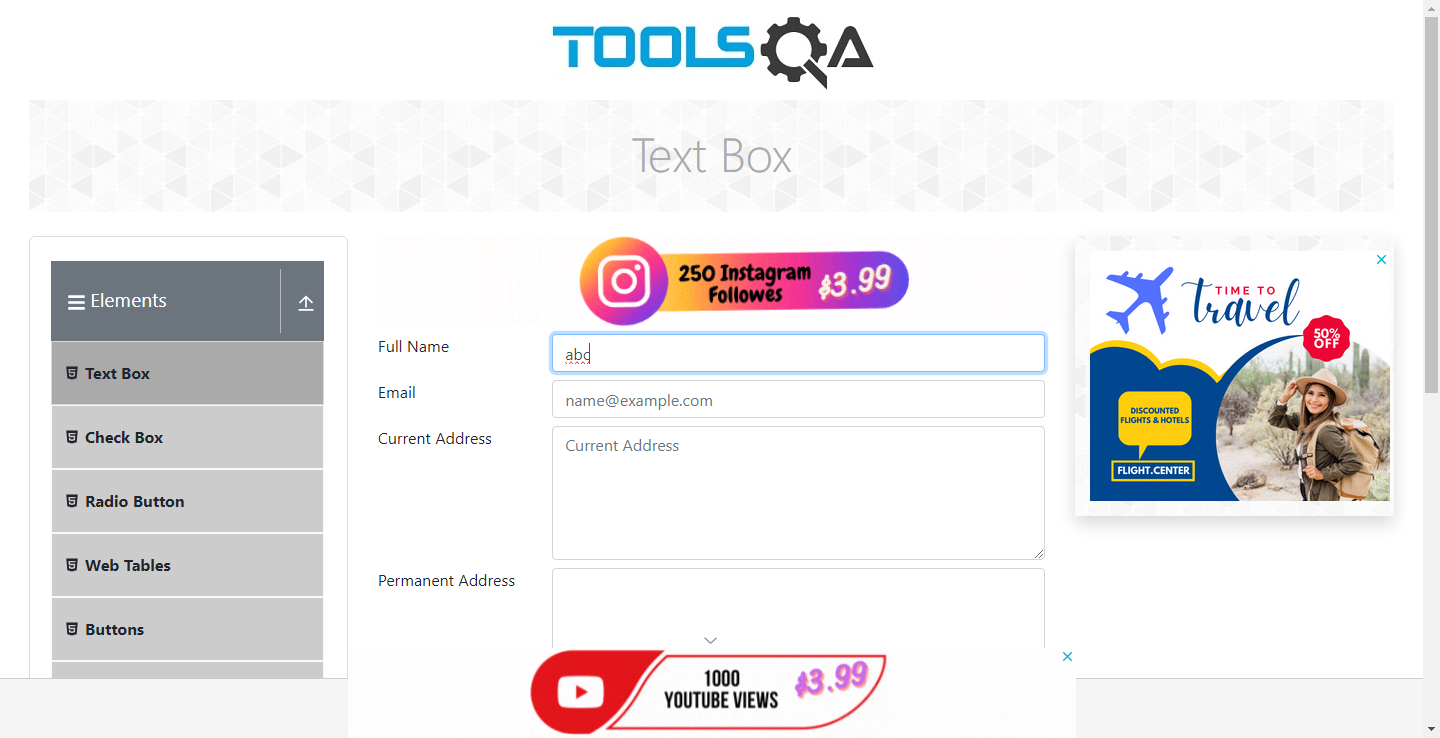 TOOLSQA
Text Box
Elements
Text Box
Check Box
Radio Button
Web Tables
Buttons
250 Instagram
Followes
$3.99
Full Name
abc
Email
name@example.com
Current Address
Current Address
Permanent Address
TIME TO
travel
50%
OFF
DISCOUNTED
FLIGHTS & HOTELS
FLIGHT.CENTER
1000
YOUTUBE VIEWS
$3.99